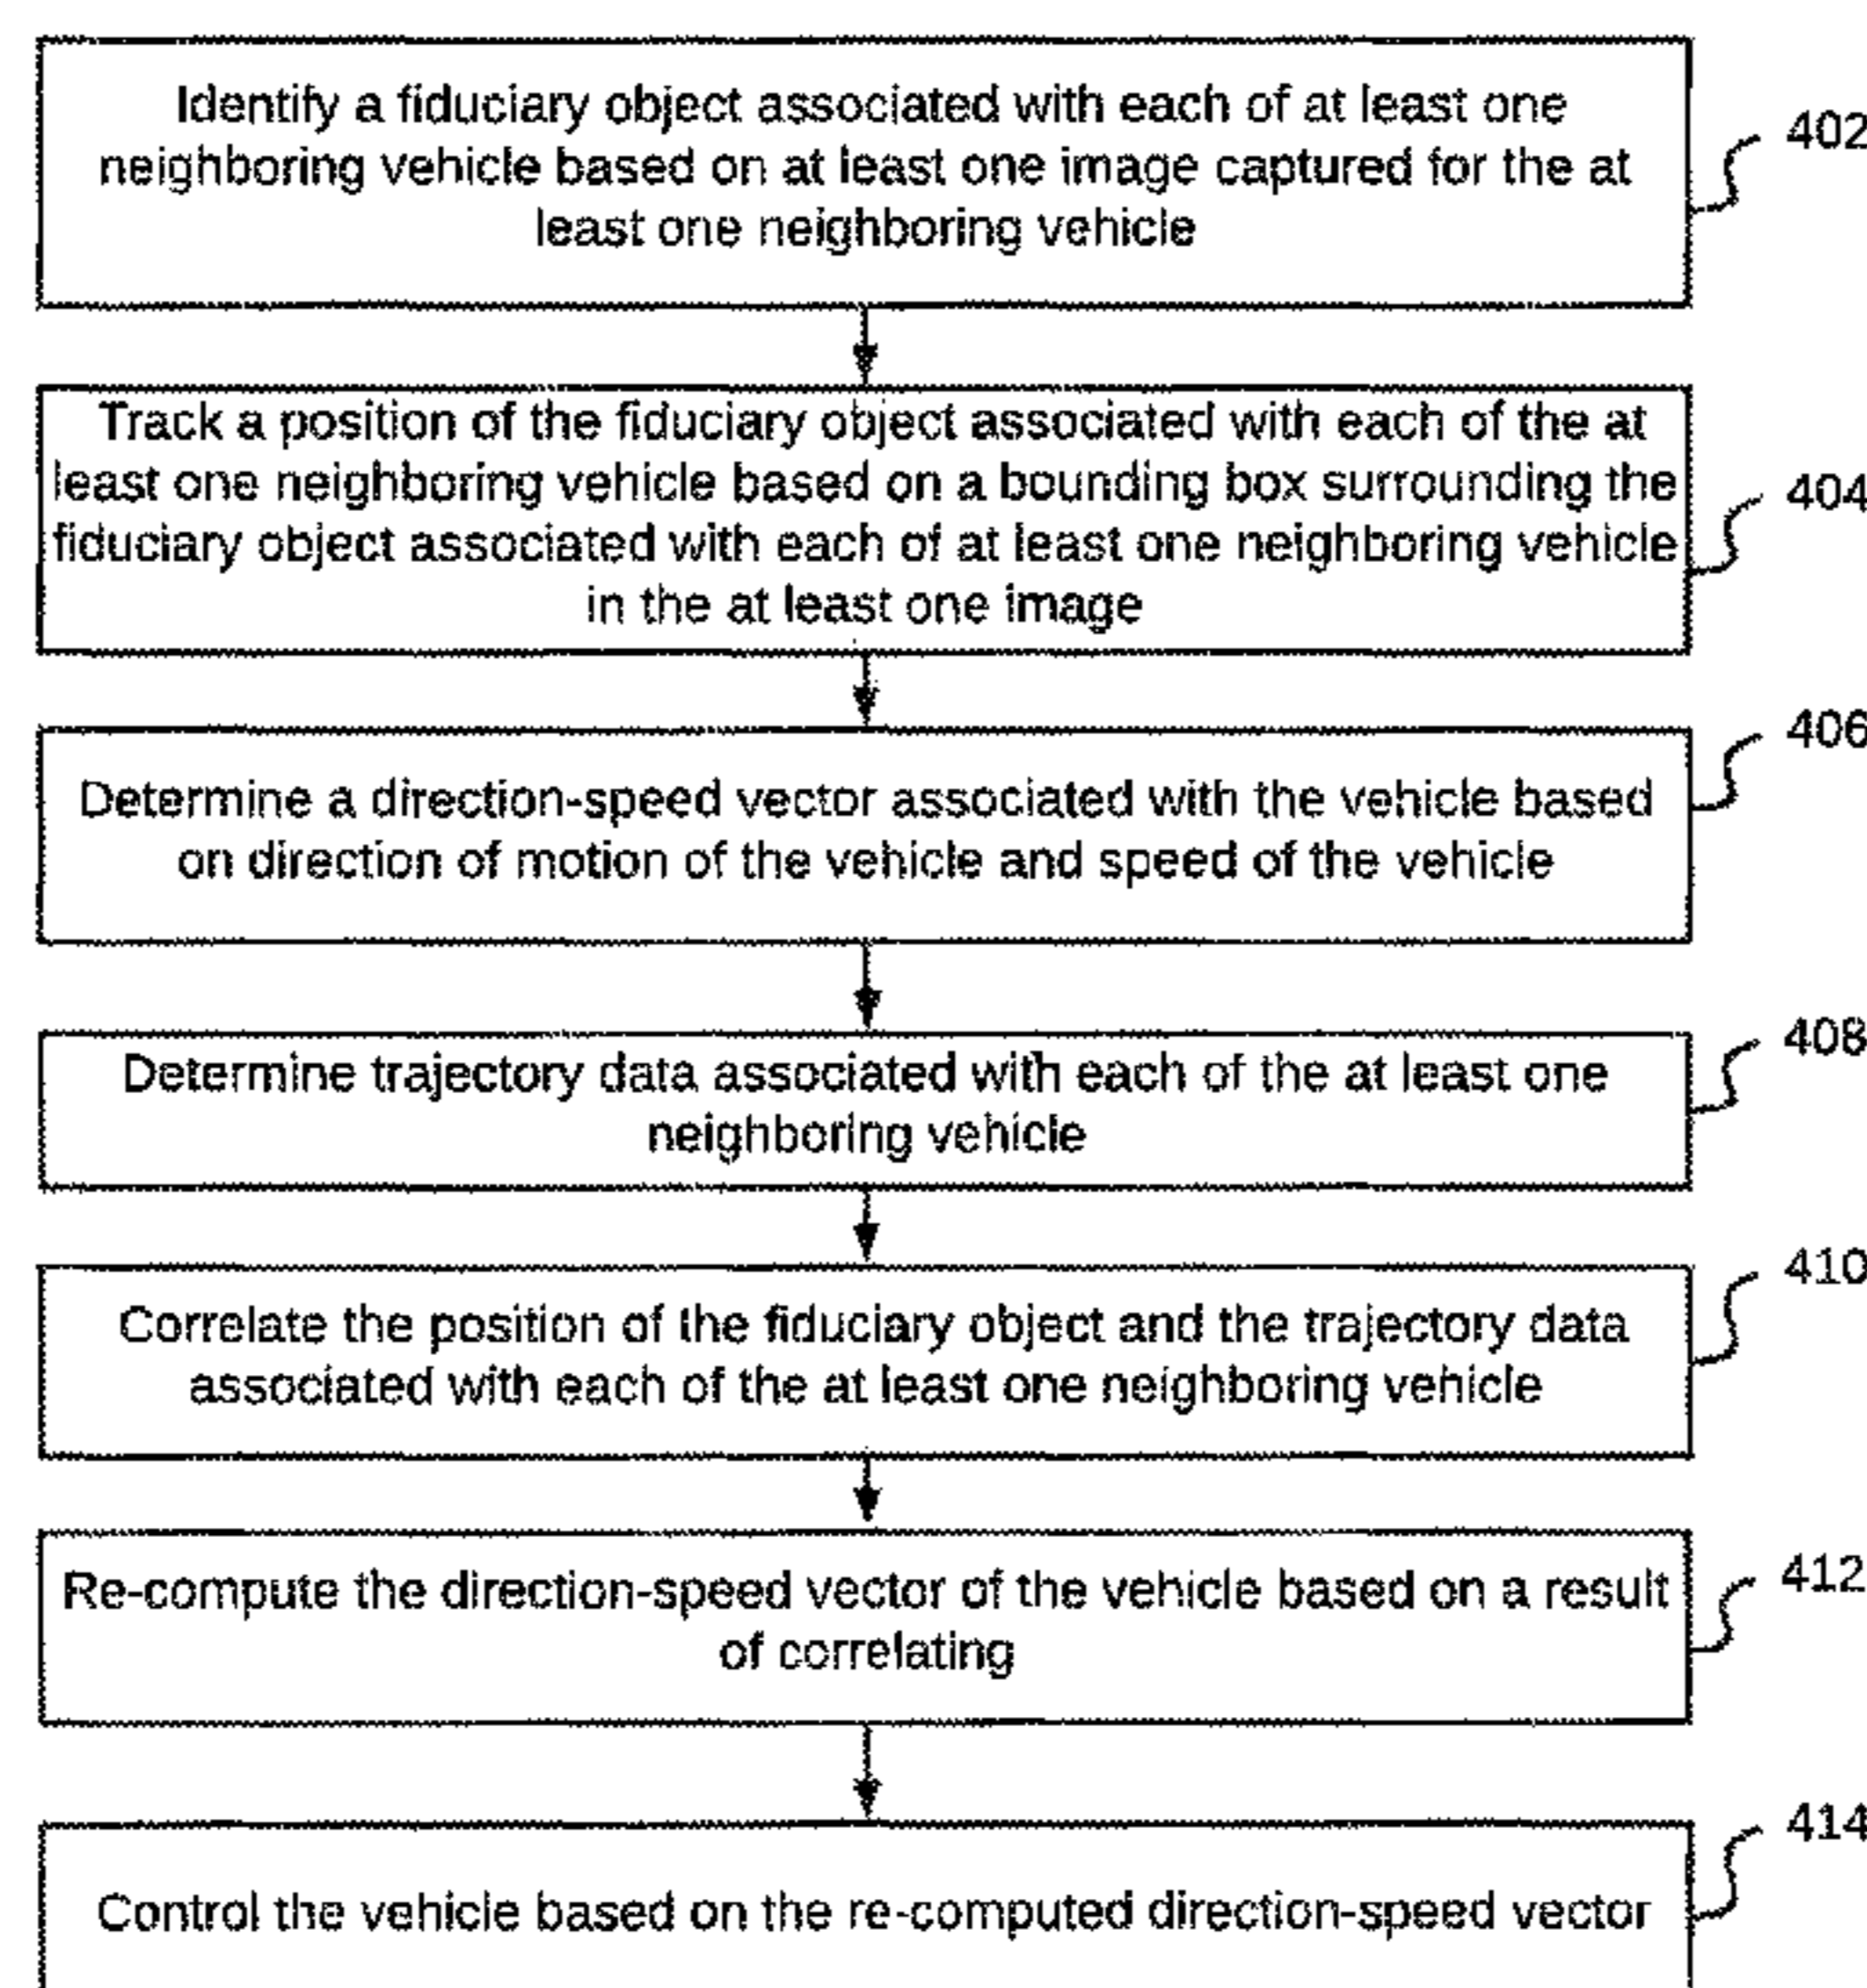 Identify a fiduciary object associated with each of at least one
neighboring vehicle based on at least one image captured for the at
least one neighboring vehicle
402
Track a position of the fiduciary object associated with each of the at
least one neighboring vehicle based on a bounding box surrounding the
fiduciary object associated with each of at least one neighboring vehicle
in the at least one image
404
Determine a direction-speed vector associated with the vehicle based
on direction of motion of the vehicle and speed of the vehicle
406
Determine trajectory data associated with each of the at least one
neighboring vehicle
408
Correlate the position of the fiduciary object and the trajectory data
associated with each of the at least one neighboring vehicle
410
Re-compute the direction-speed vector of the vehicle based on a result
of correlating
412
Control the vehicle based on the re-computed direction-speed vector
414